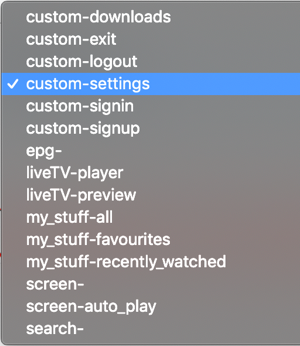 custom-downloads
custom-exit
custom-logout
✓ custom-settings
custom-signin
custom-signup
epg-
liveTV-player
liveTV-preview
my_stuff-all
my_stuff-favourites
my_stuff-recently_watched
screen-
screen-auto_play
search-